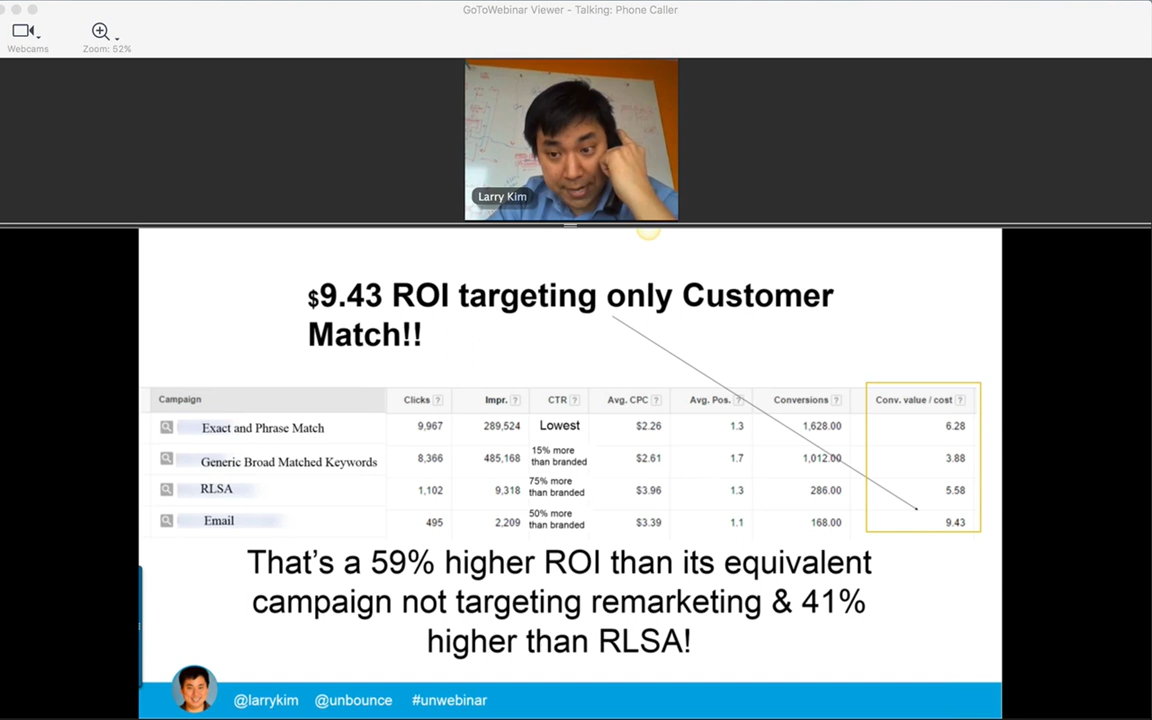 GoToWebinar Viewer - Talking: Phone Caller
Webcams
Zoom: 52%
Larry Kim
$9.43 ROI targeting only Customer
Match!!
Campaign Clicks ? Impr. ? CTR ? Avg. CPC ? Avg. Pos. ? Conversions ? Conv. value / cost ?
Exact and Phrase Match 9,967 289,524 Lowest $2.26 1.3 1,628.00 6.28
Generic Broad Matched Keywords 8,366 485,168 15% more than branded $2.61 1.7 1,012.00 3.88
RLSA 1,102 9,318 75% more than branded $3.96 1.3 286.00 5.58
Email 495 2,209 50% more than branded $3.39 1.1 168.00 9.43
That's a 59% higher ROI than its equivalent
campaign not targeting remarketing & 41%
higher than RLSA!
@larrykim @unbounce #unwebinar